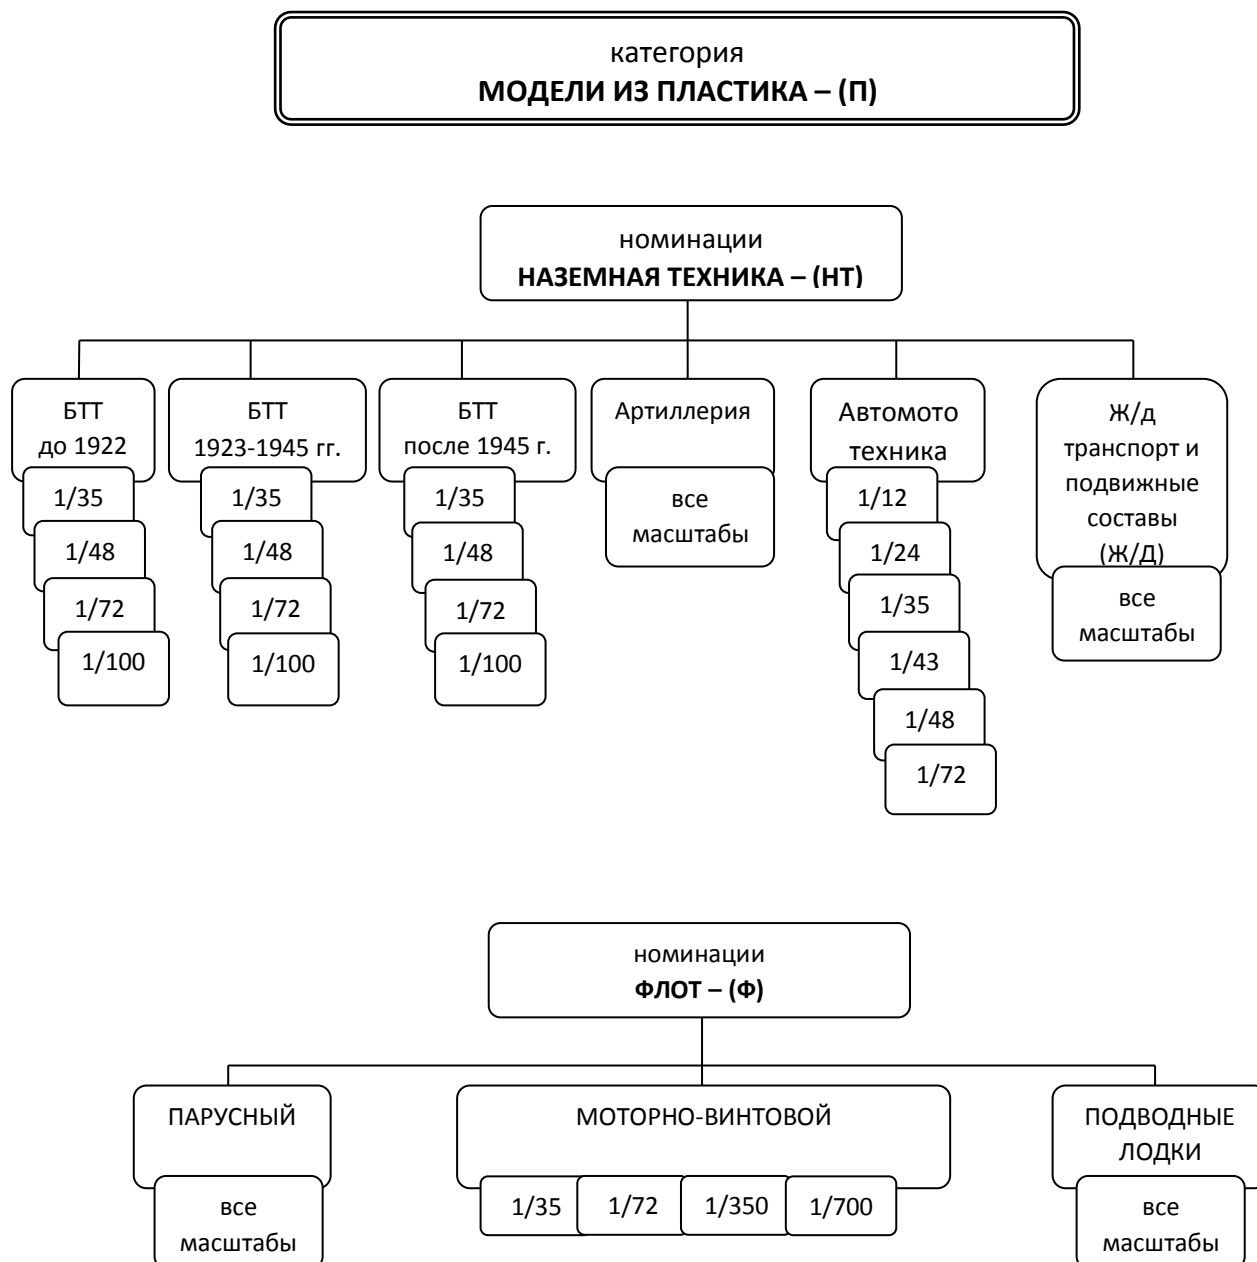 категория
МОДЕЛИ ИЗ ПЛАСТИКА – (П)
номинации
НАЗЕМНАЯ ТЕХНИКА – (НТ)
БТТ
до 1922
1/35
1/48
1/72
1/100
БТТ
1923-1945 гг.
1/35
1/48
1/72
1/100
БТТ
после 1945 г.
1/35
1/48
1/72
1/100
Артиллерия
все
масштабы
Автомото
техника
1/12
1/24
1/35
1/43
1/48
1/72
Ж/д
транспорт и
подвижные
составы
(Ж/Д)
все
масштабы
номинации
ФЛОТ – (Ф)
ПАРУСНЫЙ
все
масштабы
МОТОРНО-ВИНТОВОЙ
1/35
1/72
1/350
1/700
ПОДВОДНЫЕ
ЛОДКИ
все
масштабы